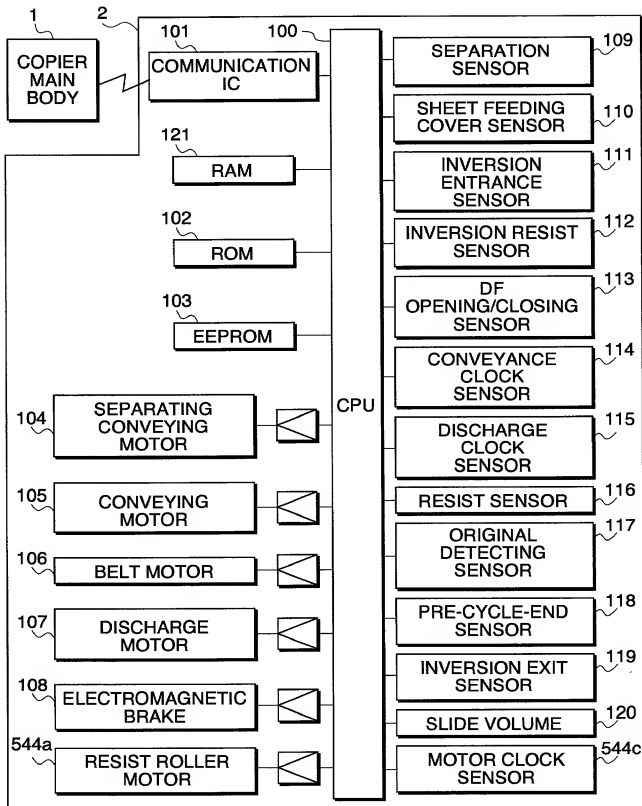 1
COPIER
MAIN
BODY
2
101
COMMUNICATION
IC
100
CPU
121
RAM
102
ROM
103
EEPROM
104
SEPARATING
CONVEYING
MOTOR
105
CONVEYING
MOTOR
106
BELT MOTOR
107
DISCHARGE
MOTOR
108
ELECTROMAGNETIC
BRAKE
544a
RESIST ROLLER
MOTOR
SEPARATION
SENSOR
109
SHEET FEEDING
COVER SENSOR
110
INVERSION
ENTRANCE
SENSOR
111
INVERSION RESIST
SENSOR
112
DF
OPENING/CLOSING
SENSOR
113
CONVEYANCE
CLOCK
SENSOR
114
DISCHARGE
CLOCK
SENSOR
115
RESIST SENSOR
116
ORIGINAL
DETECTING
SENSOR
117
PRE-CYCLE-END
SENSOR
118
INVERSION EXIT
SENSOR
119
SLIDE VOLUME
120
MOTOR CLOCK
SENSOR
544c